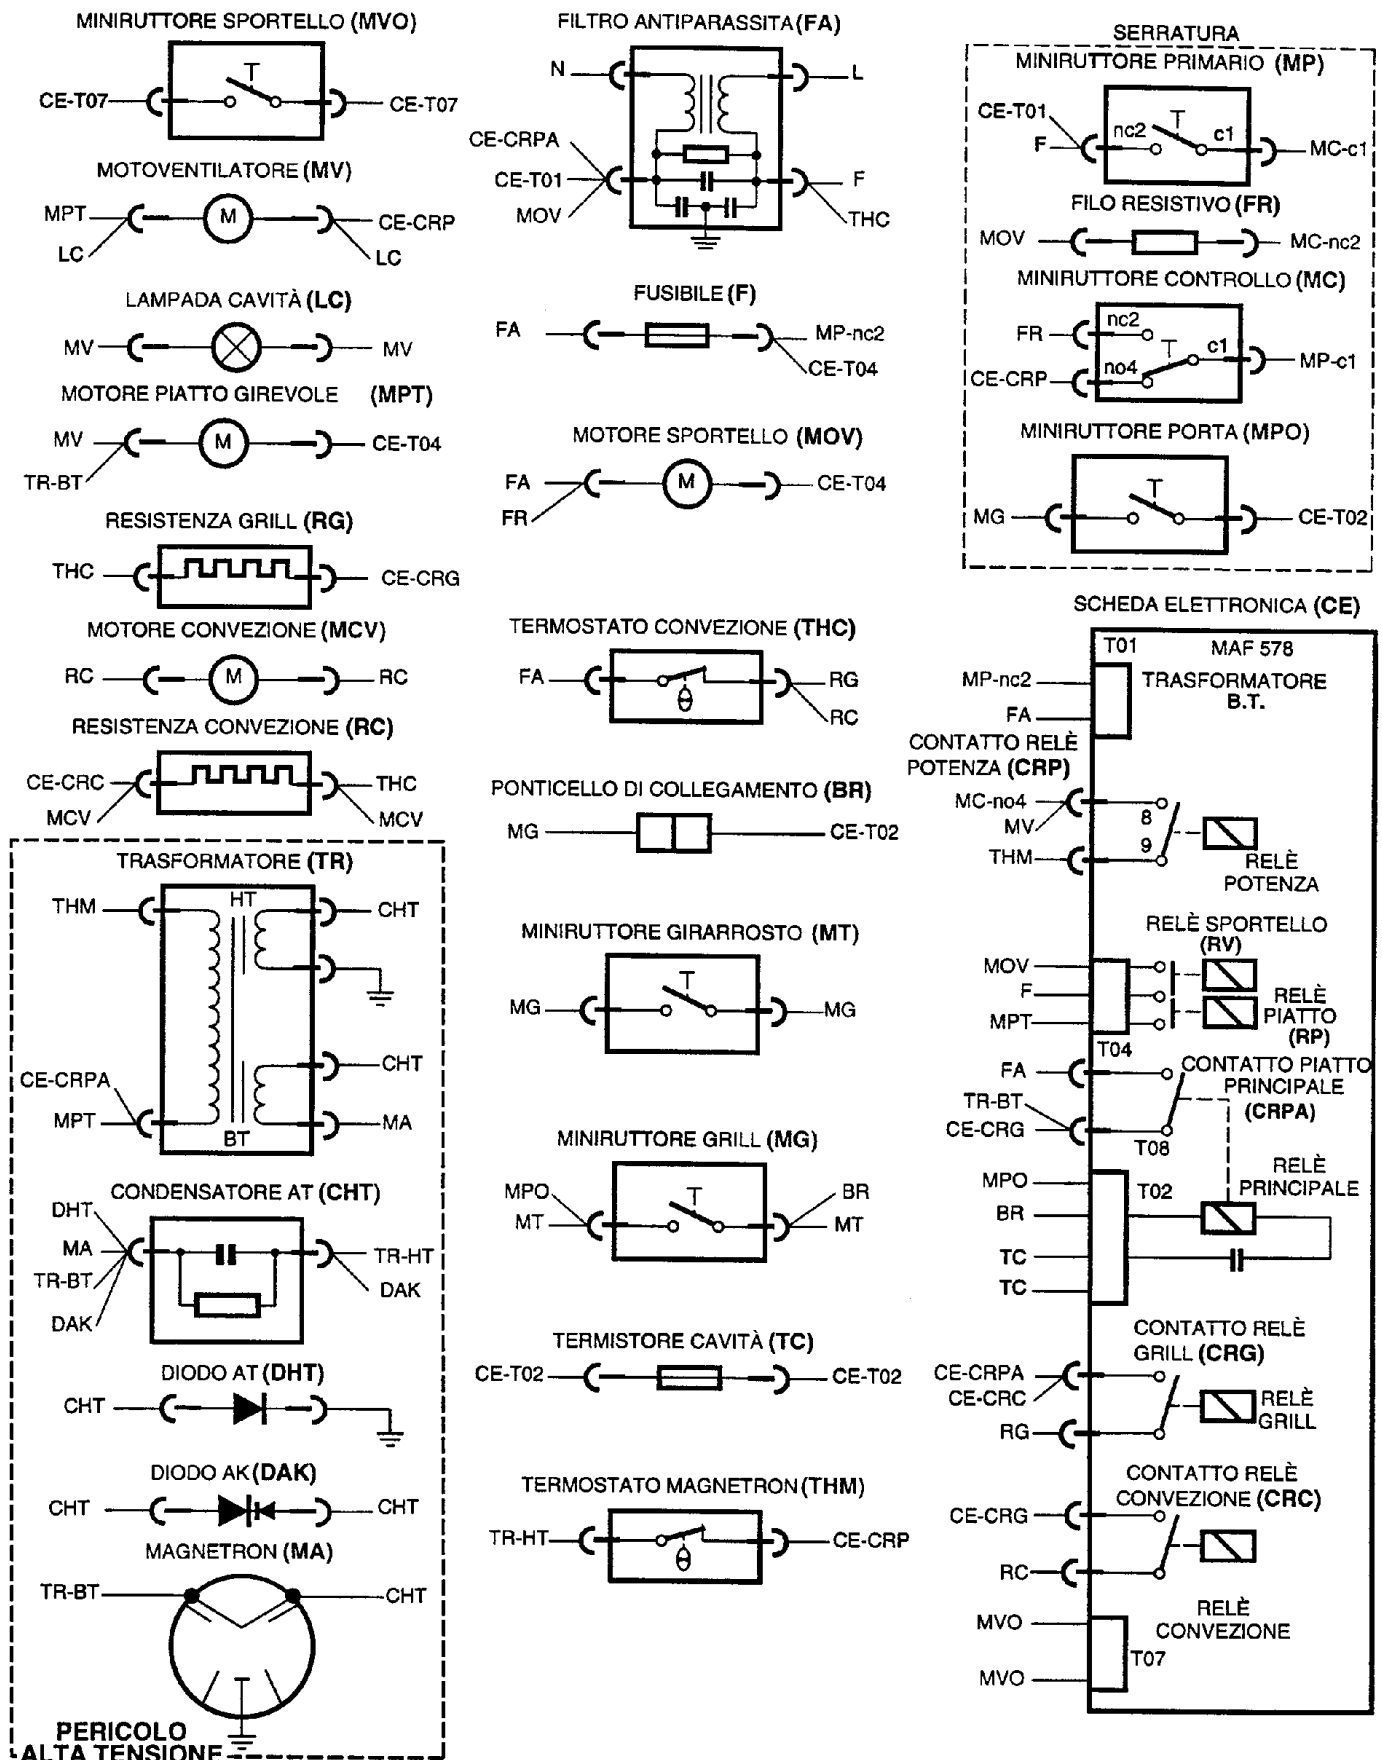 MINIRUTTORE SPORTELLO (MVO)
CE-T07 CE-T07
MOTOVENTILATORE (MV)
MPT M CE-CRP
LC LC
LAMPADA CAVITÀ (LC)
MV MV
MOTORE PIATTO GIREVOLE (MPT)
MV M CE-T04
TR-BT
RESISTENZA GRILL (RG)
THC CE-CRG
MOTORE CONVEZIONE (MCV)
RC M RC
RESISTENZA CONVEZIONE (RC)
CE-CRC THC
MCV MCV
TRASFORMATORE (TR)
HT
THM CHT
CHT
CE-CRPA
MPT MA
BT
CONDENSATORE AT (CHT)
DHT
MA TR-HT
TR-BT DAK
DAK
DIODO AT (DHT)
CHT
DIODO AK (DAK)
CHT CHT
MAGNETRON (MA)
TR-BT CHT
PERICOLO
ALTA TENSIONE
FILTRO ANTIPARASSITA (FA)
N L
CE-CRPA
CE-T01 F
MOV THC
FUSIBILE (F)
FA MP-nc2
CE-T04
MOTORE SPORTELLO (MOV)
FA M CE-T04
FR
TERMOSTATO CONVEZIONE (THC)
FA RG
RC
PONTICELLO DI COLLEGAMENTO (BR)
MG CE-T02
MINIRUTTORE GIRARROSTO (MT)
MG MG
MINIRUTTORE GRILL (MG)
MPO BR
MT MT
TERMISTORE CAVITÀ (TC)
CE-T02 CE-T02
TERMOSTATO MAGNETRON (THM)
TR-HT CE-CRP
SERRATURA
MINIRUTTORE PRIMARIO (MP)
CE-T01
F nc2 c1 MC-c1
FILO RESISTIVO (FR)
MOV MC-nc2
MINIRUTTORE CONTROLLO (MC)
FR nc2
c1 MP-c1
CE-CRP no4
MINIRUTTORE PORTA (MPO)
MG CE-T02
SCHEDA ELETTRONICA (CE)
T01 MAF 578
MP-nc2 TRASFORMATORE
B.T.
FA
CONTATTO RELÈ
POTENZA (CRP)
MC-no4 8
MV
THM 9
RELÈ
POTENZA
RELÈ SPORTELLO
(RV)
MOV
F RELÈ
PIATTO
MPT (RP)
T04
FA CONTATTO PIATTO
PRINCIPALE
(CRPA)
TR-BT
CE-CRG T08
RELÈ
PRINCIPALE
MPO T02
BR
TC
TC
CONTATTO RELÈ
GRILL (CRG)
CE-CRPA
CE-CRC RELÈ
GRILL
RG
CONTATTO RELÈ
CONVEZIONE (CRC)
CE-CRG
RC
RELÈ
CONVEZIONE
MVO
T07
MVO